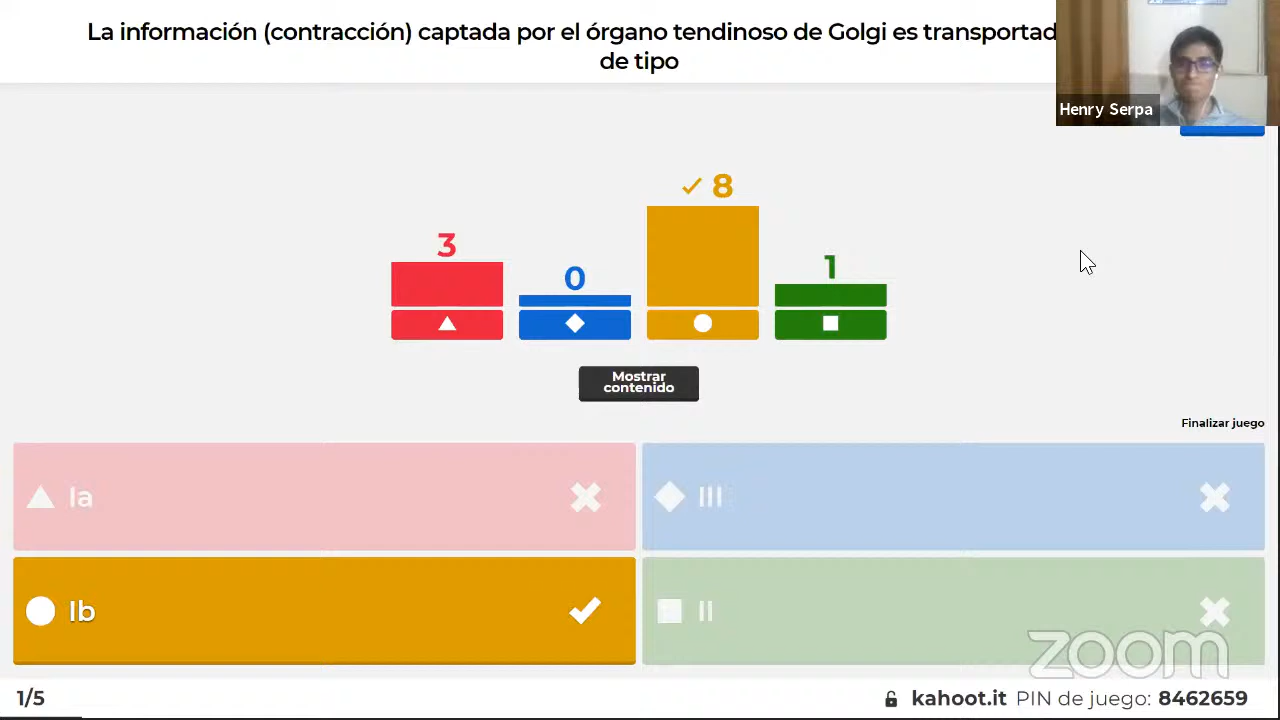 La información (contracción) captada por el órgano tendinoso de Golgi es transportad
de tipo
Henry Serpa
3
0
8
1
Mostrar
contenido
Finalizar juego
Ia
III
Ib
II
zoom
1/5
kahoot.it PIN de juego: 8462659